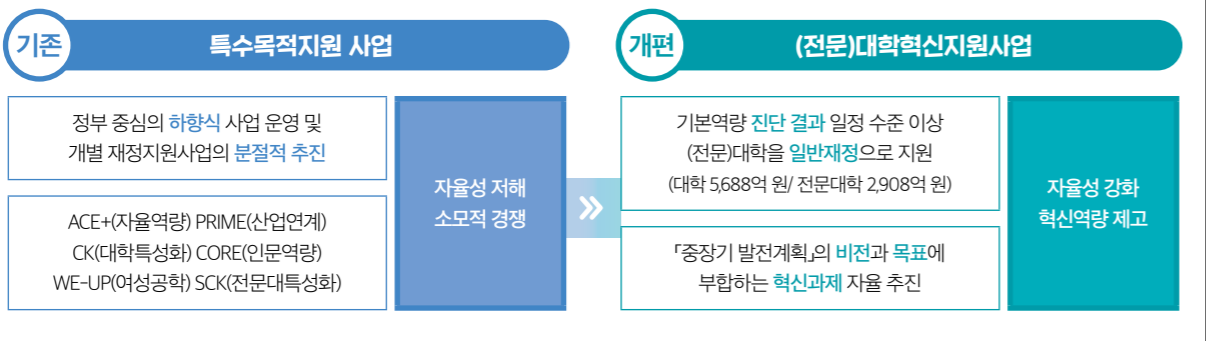 기존
특수목적지원 사업
정부 중심의 하향식 사업 운영 및
개별 재정지원사업의 분절적 추진
ACE+(자율역량) PRIME(산업연계)
CK(대학특성화) CORE(인문역량)
WE-UP(여성공학) SCK(전문대특성화)
자율성 저해
소모적 경쟁
개편
(전문)대학혁신지원사업
기본역량 진단 결과 일정 수준 이상
(전문)대학을 일반재정으로 지원
(대학 5,688억 원/ 전문대학 2,908억 원)
「중장기 발전계획」의 비전과 목표에
부합하는 혁신과제 자율 추진
자율성 강화
혁신역량 제고